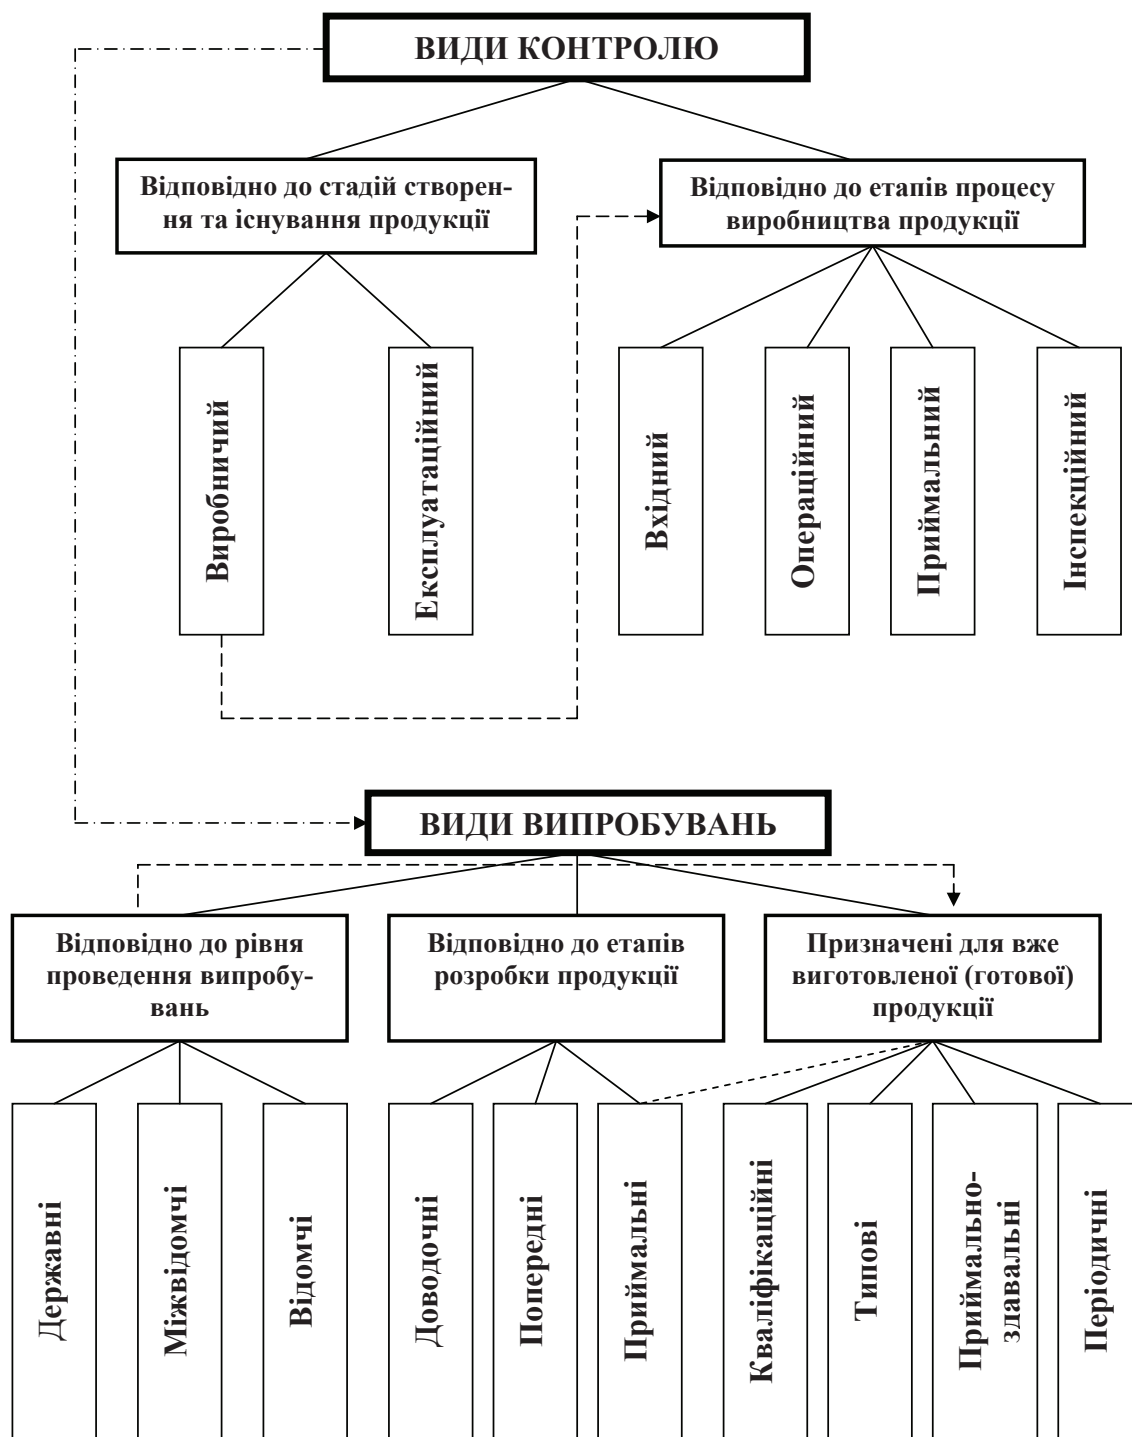 ВИДИ КОНТРОЛЮ
Відповідно до стадій створен-
ня та існування продукції
Відповідно до етапів процесу
виробництва продукції
Виробничий
Експлуатаційний
Вхідний
Операційний
Приймальний
Інспекційний
ВИДИ ВИПРОБУВАНЬ
Відповідно до рівня
проведення випробу-
вань
Відповідно до етапів
розробки продукції
Призначені для вже
виготовленої (готової)
продукції
Державні
Міжвідомчі
Відомчі
Доводочні
Попередні
Приймальні
Кваліфікаційні
Типові
Приймально-
здавальні
Періодичні